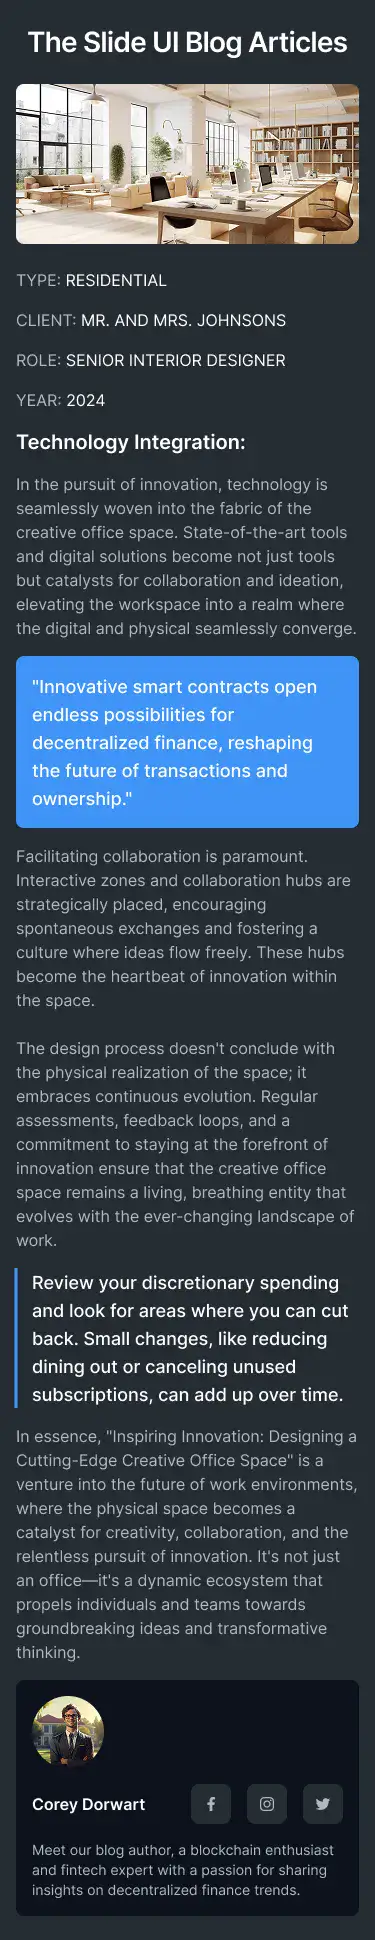 The Slide UI Blog Articles
TYPE: RESIDENTIAL
CLIENT: MR. AND MRS. JOHNSONS
ROLE: SENIOR INTERIOR DESIGNER
YEAR: 2024
Technology Integration:
In the pursuit of innovation, technology is
seamlessly woven into the fabric of the
creative office space. State-of-the-art tools
and digital solutions become not just tools
but catalysts for collaboration and ideation,
elevating the workspace into a realm where
the digital and physical seamlessly converge.
"Innovative smart contracts open
endless possibilities for
decentralized finance, reshaping
the future of transactions and
ownership."
Facilitating collaboration is paramount.
Interactive zones and collaboration hubs are
strategically placed, encouraging
spontaneous exchanges and fostering a
culture where ideas flow freely. These hubs
become the heartbeat of innovation within
the space.
The design process doesn't conclude with
the physical realization of the space; it
embraces continuous evolution. Regular
assessments, feedback loops, and a
commitment to staying at the forefront of
innovation ensure that the creative office
space remains a living, breathing entity that
evolves with the ever-changing landscape of
work.
Review your discretionary spending
and look for areas where you can cut
back. Small changes, like reducing
dining out or canceling unused
subscriptions, can add up over time.
In essence, "Inspiring Innovation: Designing a
Cutting-Edge Creative Office Space" is a
venture into the future of work environments,
where the physical space becomes a
catalyst for creativity, collaboration, and the
relentless pursuit of innovation. It's not just
an office—it's a dynamic ecosystem that
propels individuals and teams towards
groundbreaking ideas and transformative
thinking.
Corey Dorwart
Meet our blog author, a blockchain enthusiast
and fintech expert with a passion for sharing
insights on decentralized finance trends.